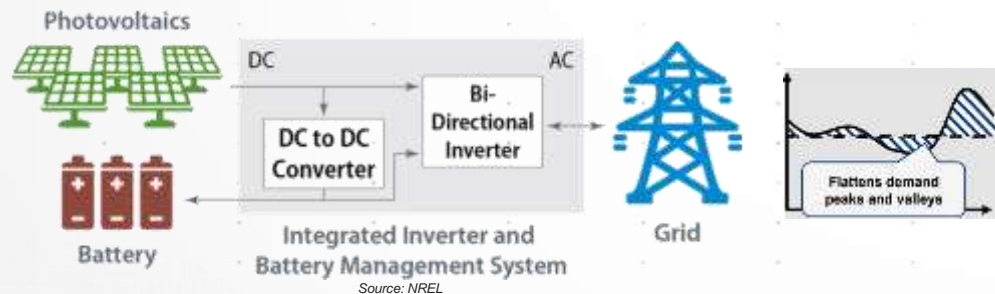 Photovoltaics
DC
AC
Bi-
Directional
Inverter
DC to DC
Converter
Flattens demand
peaks and valleys
Battery
Integrated Inverter and
Battery Management System
Grid
Source: NREL